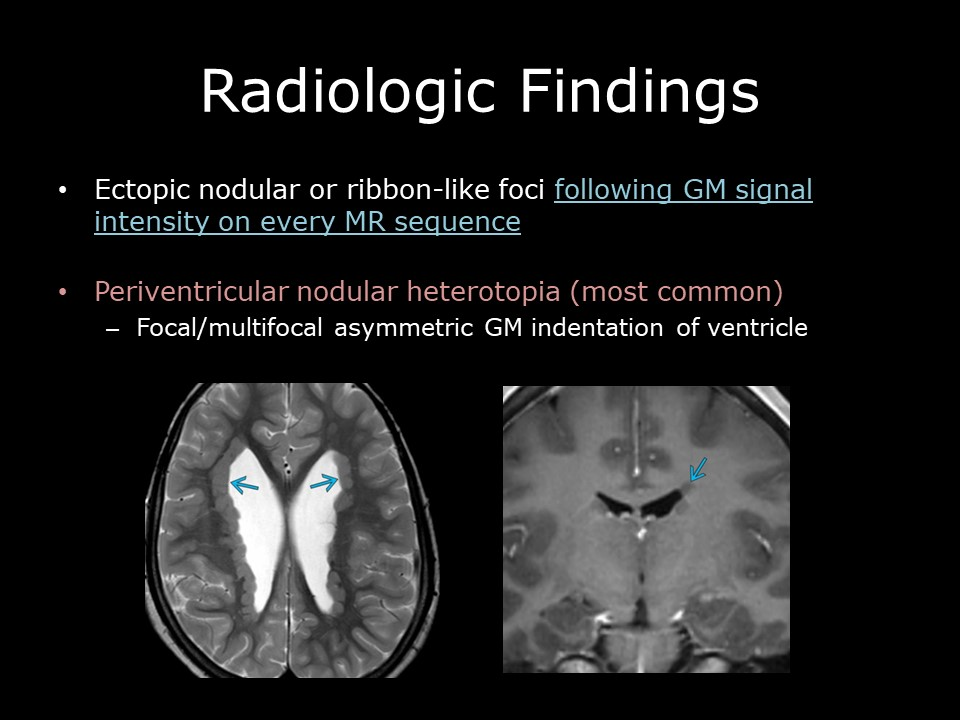 Radiologic Findings
• Ectopic nodular or ribbon-like foci following GM signal
intensity on every MR sequence
• Periventricular nodular heterotopia (most common)
– Focal/multifocal asymmetric GM indentation of ventricle